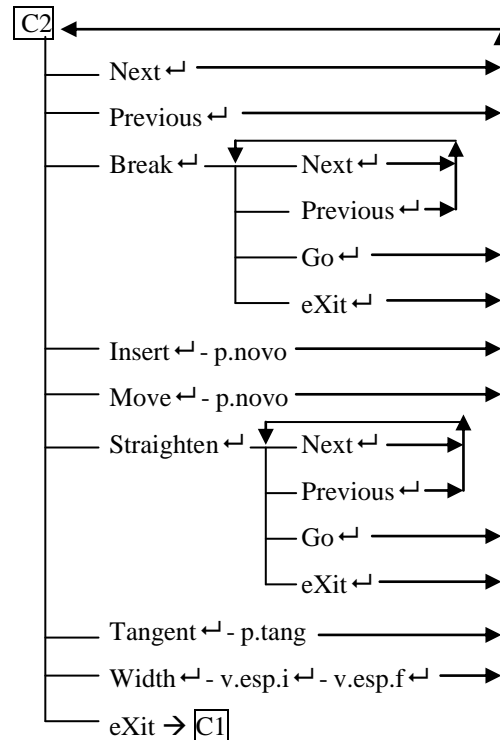 C2
Next ↵
Previous ↵
Break ↵ Next ↵
Previous ↵
Go ↵
eXit ↵
Insert ↵ - p.novo
Move ↵ - p.novo
Straighten ↵ Next ↵
Previous ↵
Go ↵
eXit ↵
Tangent ↵ - p.tang
Width ↵ - v.esp.i ↵ - v.esp.f ↵
eXit → C1